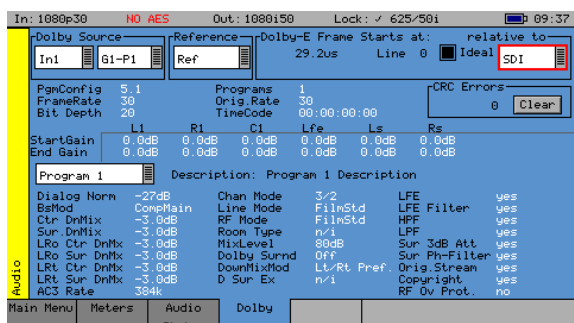 In: 1080p30 NO AES Out: 1080i50 Lock: ✓ 625/50i 09:37
Dolby Source Reference Dolby-E Frame Starts at: relative to
In1 G1-P1 Ref 29.2us Line 0 Ideal SDI
PgmConfig 5.1 Programs 1 CRC Errors
FrameRate 30 Orig.Rate 30 0 Clear
Bit Depth 20 TimeCode 00:00:00:00
L1 R1 C1 Lfe Ls Rs
StartGain 0.0dB 0.0dB 0.0dB 0.0dB 0.0dB 0.0dB
End Gain 0.0dB 0.0dB 0.0dB 0.0dB 0.0dB 0.0dB
Program 1 Description: Program 1 Description
Dialog Norm -27dB Chan Mode 3/2 LFE yes
BsMod CompMain Line Mode FilmStd LFE Filter yes
Ctr DnMix -3.0dB RF Mode FilmStd HPF yes
Sur.DnMix -3.0dB Room Type n/i LPF yes
LRo Ctr DnMx -3.0dB MixLevel 80dB Sur 3dB Att yes
LRo Sur DnMx -3.0dB Dolby Surnd Off Sur Ph-Filter yes
LRt Ctr DnMx -3.0dB DownMixMod Lt/Rt Pref. Orig.Stream yes
LRt Sur DnMx -3.0dB D Sur Ex n/i Copyright yes
AC3 Rate 384k RF Ov Prot. no
Audio
Main Menu Meters Audio Dolby